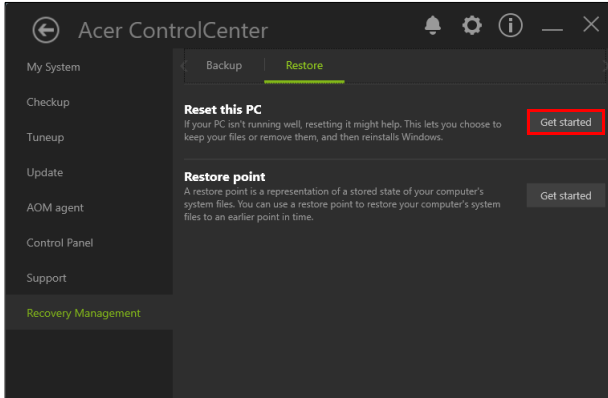 Acer ControlCenter
My System
Checkup
Tuneup
Update
AOM agent
Control Panel
Support
Recovery Management
Backup
Restore
Reset this PC
If your PC isn't running well, resetting it might help. This lets you choose to
keep your files or remove them, and then reinstalls Windows.
Get started
Restore point
A restore point is a representation of a stored state of your computer's
system files. You can use a restore point to restore your computer's system
files to an earlier point in time.
Get started